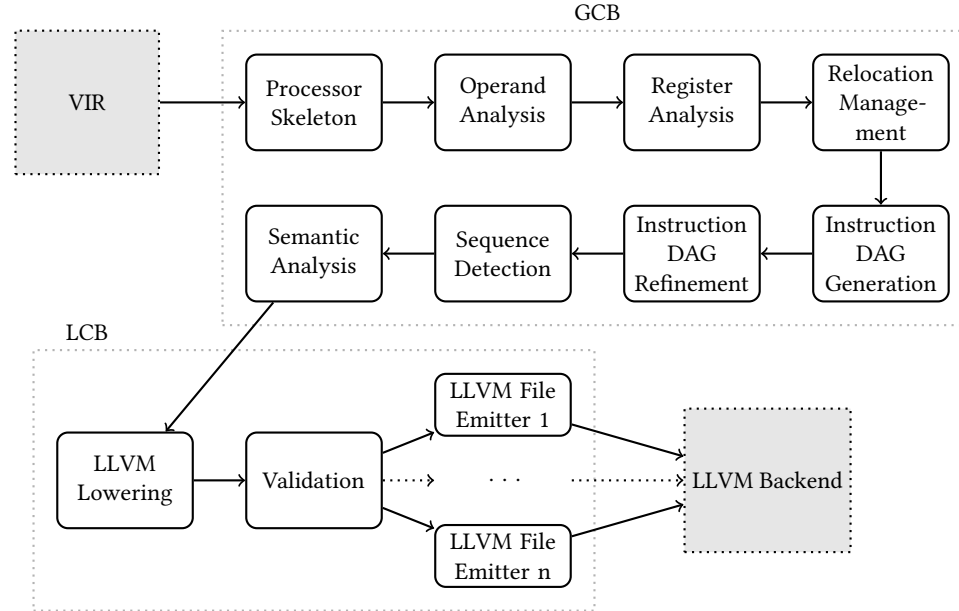 GCB
VIR
Processor
Skeleton
Operand
Analysis
Register
Analysis
Relocation
Manage-
ment
Semantic
Analysis
Sequence
Detection
Instruction
DAG
Refinement
Instruction
DAG
Generation
LCB
LLVM
Lowering
Validation
LLVM File
Emitter 1
· · ·
LLVM File
Emitter n
LLVM Backend